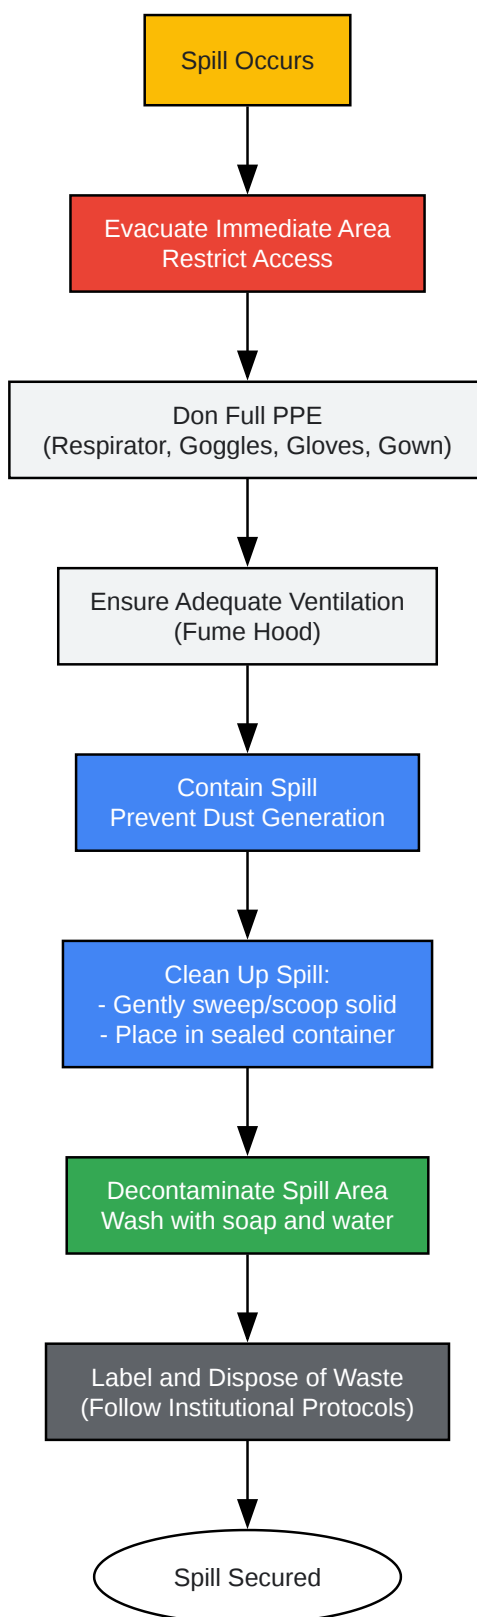 Spill Occurs
Evacuate Immediate Area
Restrict Access
Don Full PPE
(Respirator, Goggles, Gloves, Gown)
Ensure Adequate Ventilation
(Fume Hood)
Contain Spill
Prevent Dust Generation
Clean Up Spill:
- Gently sweep/scoop solid
- Place in sealed container
Decontaminate Spill Area
Wash with soap and water
Label and Dispose of Waste
(Follow Institutional Protocols)
Spill Secured